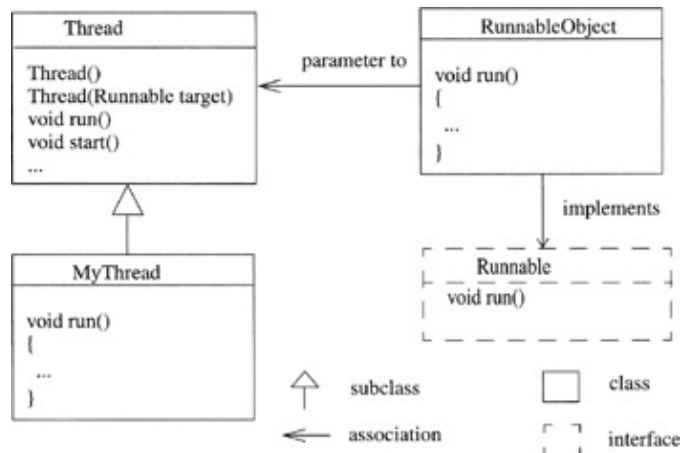 Thread
Thread()
Thread(Runnable target)
void run()
void start()
...
parameter to
RunnableObject
void run()
{
...
}
implements
MyThread
void run()
{
...
}
Runnable
void run()
subclass
class
association
interface